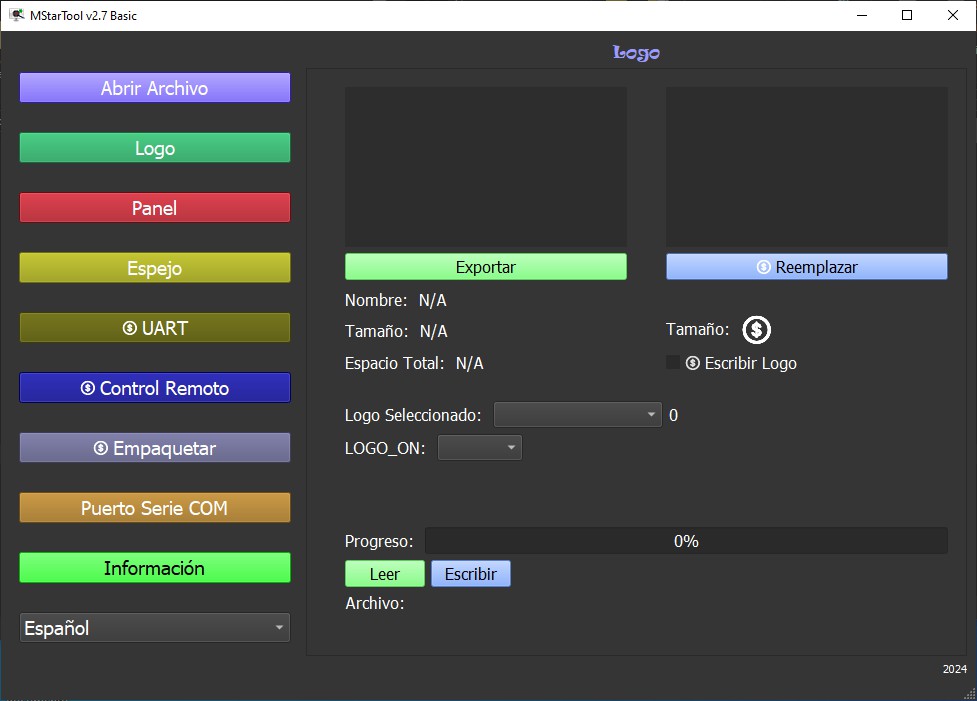 MStarTool v2.7 Basic
Logo
Abrir Archivo
Logo
Panel
Espejo
UART
Control Remoto
Empaquetar
Puerto Serie COM
Información
Español
Exportar
Reemplazar
Nombre: N/A
Tamaño: N/A
Tamaño: $
Espacio Total: N/A
Escribir Logo
Logo Seleccionado: 0
LOGO_ON:
Progreso: 0%
Leer Escribir
Archivo:
2024